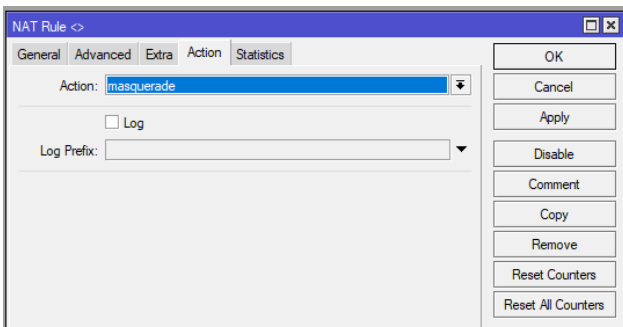 NAT Rule <>
General Advanced Extra Action Statistics
Action: masquerade
Log
Log Prefix:
OK
Cancel
Apply
Disable
Comment
Copy
Remove
Reset Counters
Reset All Counters